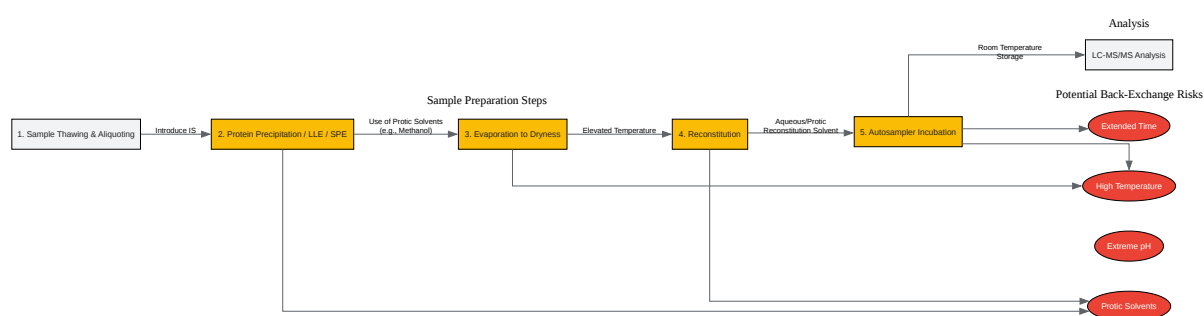 Analysis
Room Temperature
Storage
LC-MS/MS Analysis
Potential Back-Exchange Risks
Sample Preparation Steps
1. Sample Thawing & Aliquoting
Introduce IS
2. Protein Precipitation / LLE / SPE
Use of Protic Solvents
(e.g., Methanol)
3. Evaporation to Dryness
Elevated Temperature
4. Reconstitution
Aqueous/Protic
Reconstitution Solvent
5. Autosampler Incubation
Extended Time
High Temperature
Extreme pH
Protic Solvents